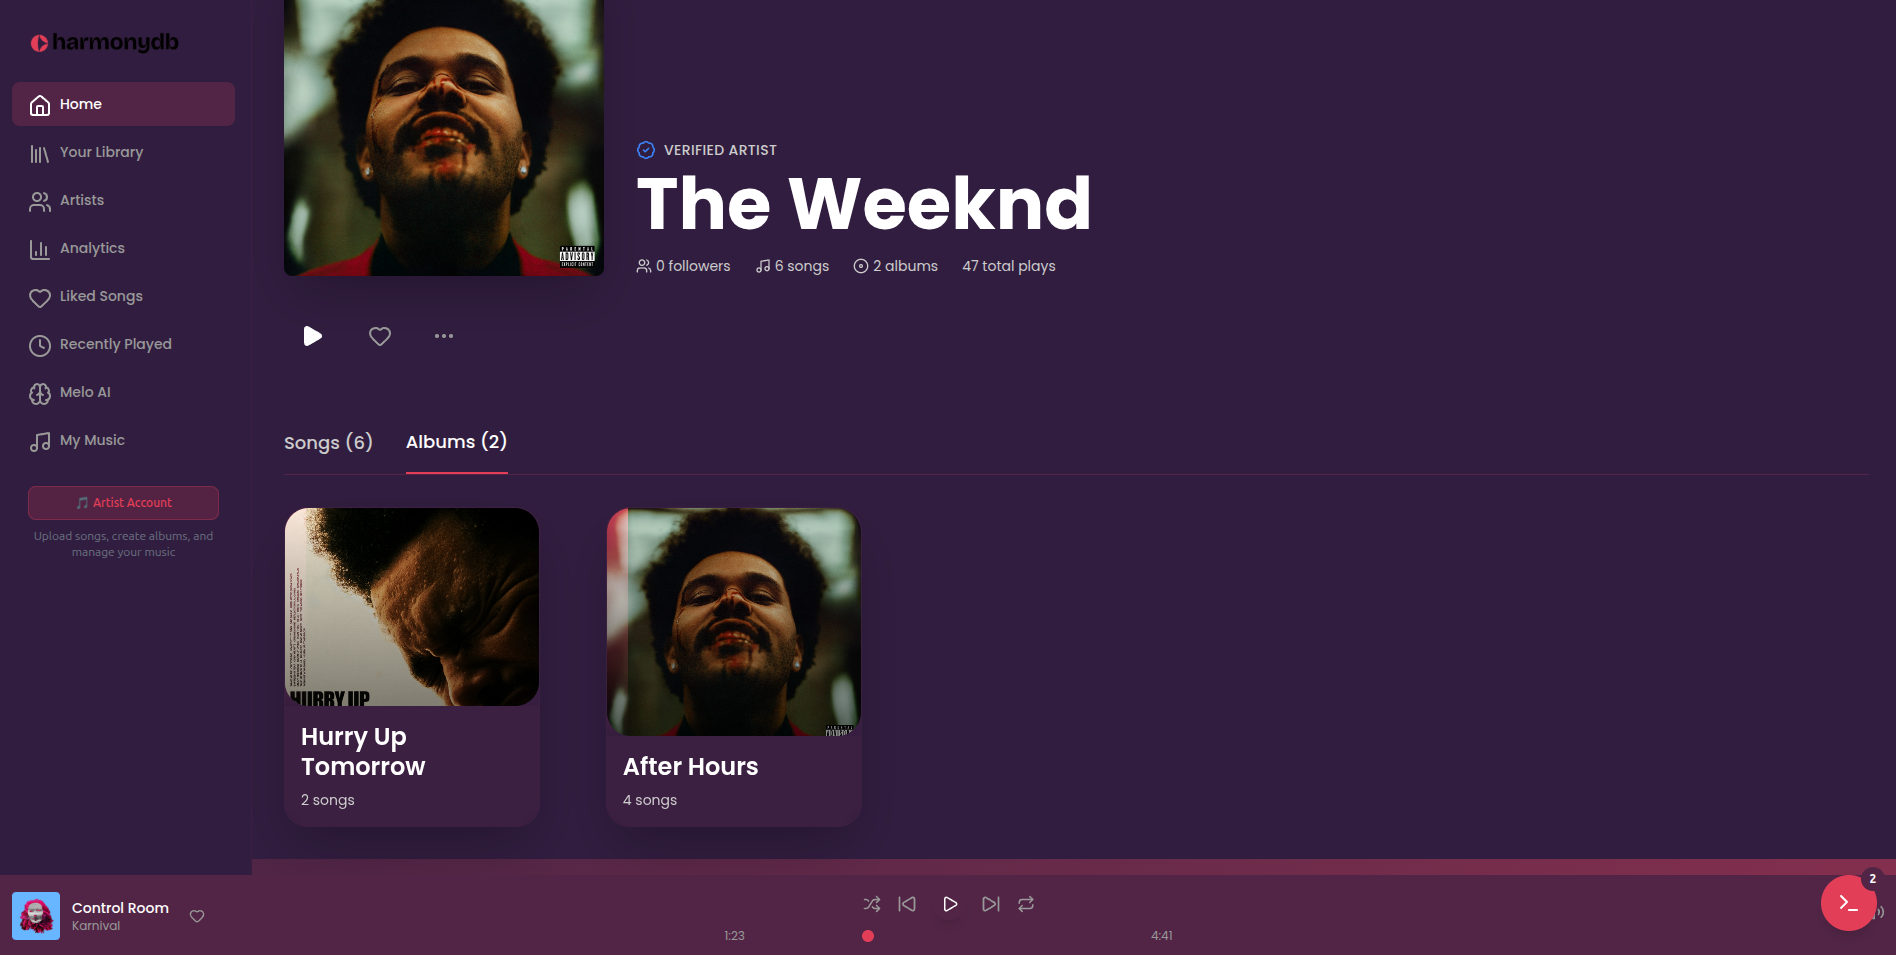 harmonydb
Home
Your Library
Artists
Analytics
Liked Songs
Recently Played
Melo AI
My Music
🎵 Artist Account
Upload songs, create albums, and
manage your music
PARENTAL
ADVISORY
EXPLICIT CONTENT
VERIFIED ARTIST
The Weeknd
0 followers
6 songs
2 albums
47 total plays
Songs (6)
Albums (2)
HURRY UP
Hurry Up
Tomorrow
2 songs
After Hours
4 songs
Control Room
Karnival
1:23
4:41
2